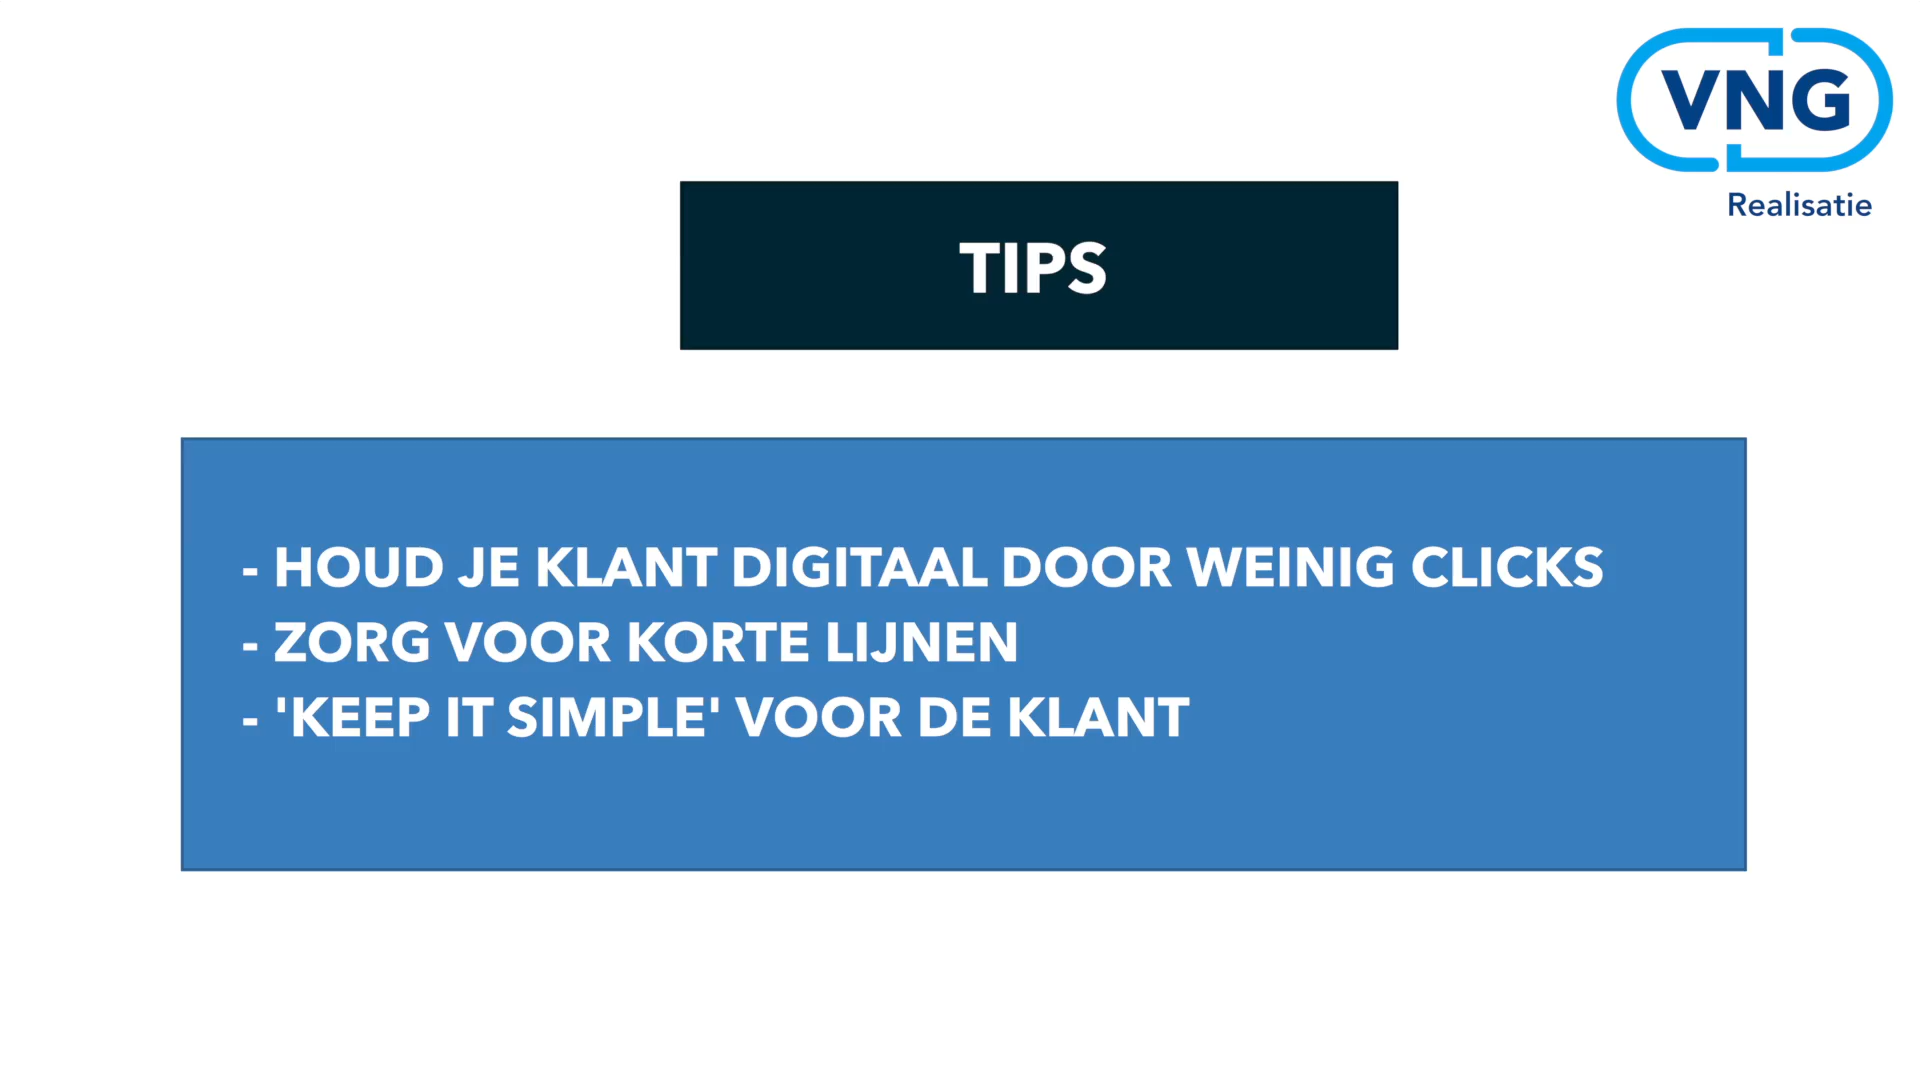 VNG
Realisatie
TIPS
- HOUD JE KLANT DIGITAAL DOOR WEINIG CLICKS
- ZORG VOOR KORTE LIJNEN
- 'KEEP IT SIMPLE' VOOR DE KLANT